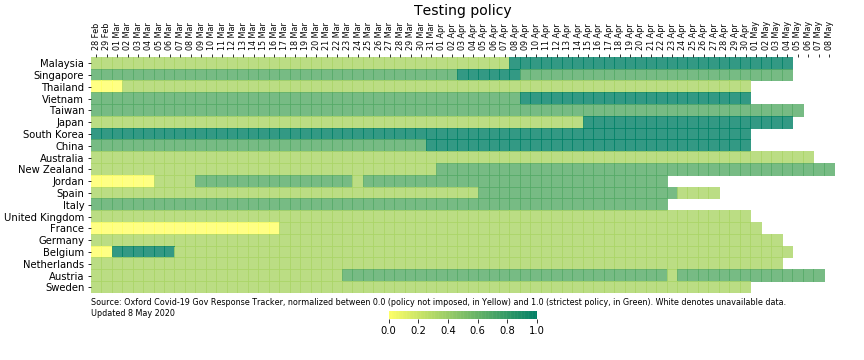 Testing policy
28 Feb
29 Feb
01 Mar
02 Mar
03 Mar
04 Mar
05 Mar
06 Mar
07 Mar
08 Mar
09 Mar
10 Mar
11 Mar
12 Mar
13 Mar
14 Mar
15 Mar
16 Mar
17 Mar
18 Mar
19 Mar
20 Mar
21 Mar
22 Mar
23 Mar
24 Mar
25 Mar
26 Mar
27 Mar
28 Mar
29 Mar
30 Mar
31 Mar
01 Apr
02 Apr
03 Apr
04 Apr
05 Apr
06 Apr
07 Apr
08 Apr
09 Apr
10 Apr
11 Apr
12 Apr
13 Apr
14 Apr
15 Apr
16 Apr
17 Apr
18 Apr
19 Apr
20 Apr
21 Apr
22 Apr
23 Apr
24 Apr
25 Apr
26 Apr
27 Apr
28 Apr
29 Apr
30 Apr
01 May
02 May
03 May
04 May
05 May
06 May
07 May
08 May
Malaysia
Singapore
Thailand
Vietnam
Taiwan
Japan
South Korea
China
Australia
New Zealand
Jordan
Spain
Italy
United Kingdom
France
Germany
Belgium
Netherlands
Austria
Sweden
Source: Oxford Covid-19 Gov Response Tracker, normalized between 0.0 (policy not imposed, in Yellow) and 1.0 (strictest policy, in Green). White denotes unavailable data.
Updated 8 May 2020
0.0 0.2 0.4 0.6 0.8 1.0